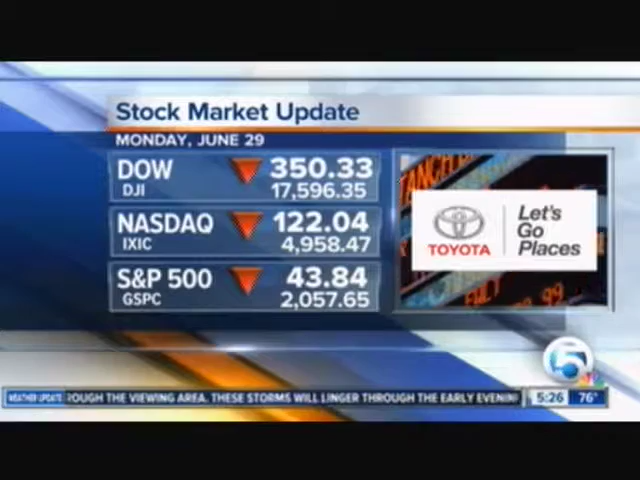 Stock Market Update
MONDAY, JUNE 29
DOW 350.33
DJI 17,596.35
NASDAQ 122.04
IXIC 4,958.47
S&P 500 43.84
GSPC 2,057.65
TOYOTA
Let's
Go
Places
99
5
WEATHER UPDATE ROUGH THE VIEWING AREA. THESE STORMS WILL LINGER THROUGH THE EARLY EVENING 5:26 76°